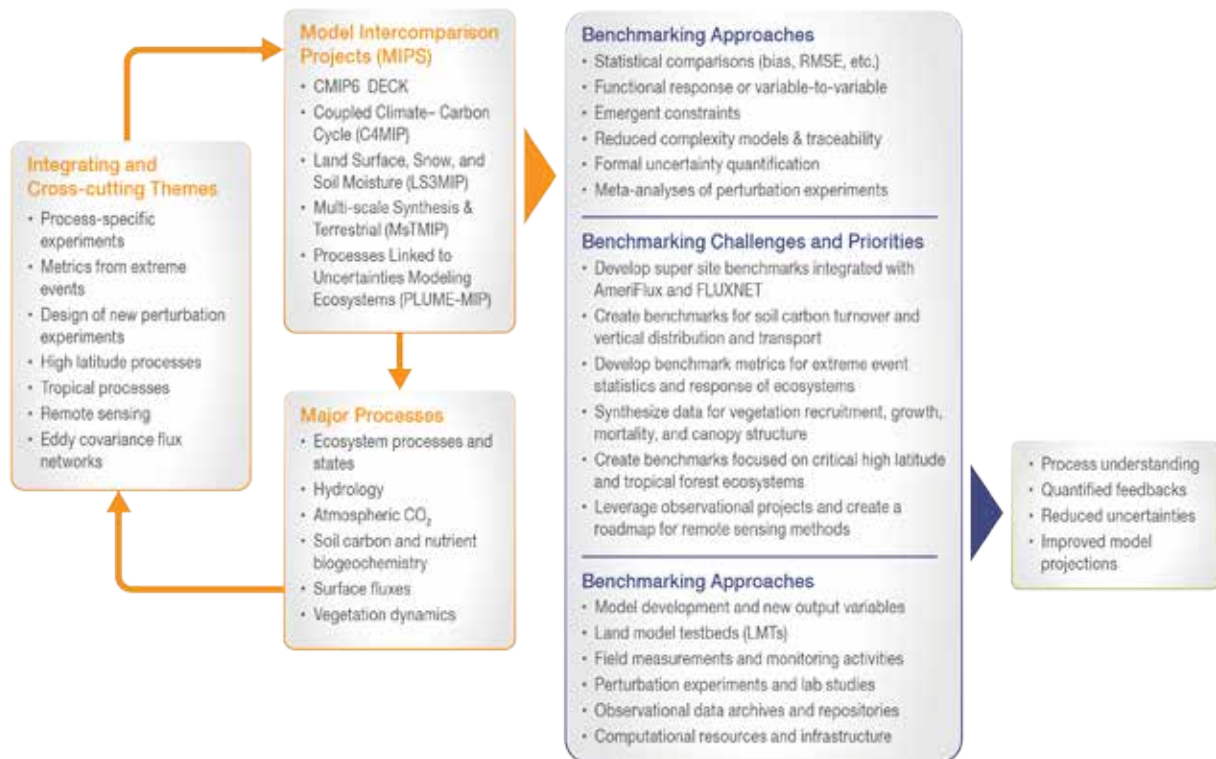 Integrating and
Cross-cutting Themes
• Process-specific
experiments
• Metrics from extreme
events
• Design of new perturbation
experiments
• High latitude processes
• Tropical processes
• Remote sensing
• Eddy covariance flux
networks
Model Intercomparison
Projects (MIPS)
• CMIP6 DECK
• Coupled Climate– Carbon
Cycle (C4MIP)
• Land Surface, Snow, and
Soil Moisture (LS3MIP)
• Multi-scale Synthesis &
Terrestrial (MsTMIP)
• Processes Linked to
Uncertainties Modeling
Ecosystems (PLUME-MIP)
Major Processes
• Ecosystem processes and
states
• Hydrology
• Atmospheric CO₂
• Soil carbon and nutrient
biogeochemistry
• Surface fluxes
• Vegetation dynamics
Benchmarking Approaches
• Statistical comparisons (bias, RMSE, etc.)
• Functional response or variable-to-variable
• Emergent constraints
• Reduced complexity models & traceability
• Formal uncertainty quantification
• Meta-analyses of perturbation experiments
Benchmarking Challenges and Priorities
• Develop super site benchmarks integrated with
AmeriFlux and FLUXNET
• Create benchmarks for soil carbon turnover and
vertical distribution and transport
• Develop benchmark metrics for extreme event
statistics and response of ecosystems
• Synthesize data for vegetation recruitment, growth,
mortality, and canopy structure
• Create benchmarks focused on critical high latitude
and tropical forest ecosystems
• Leverage observational projects and create a
roadmap for remote sensing methods
Benchmarking Approaches
• Model development and new output variables
• Land model testbeds (LMTs)
• Field measurements and monitoring activities
• Perturbation experiments and lab studies
• Observational data archives and repositories
• Computational resources and infrastructure
• Process understanding
• Quantified feedbacks
• Reduced uncertainties
• Improved model
projections